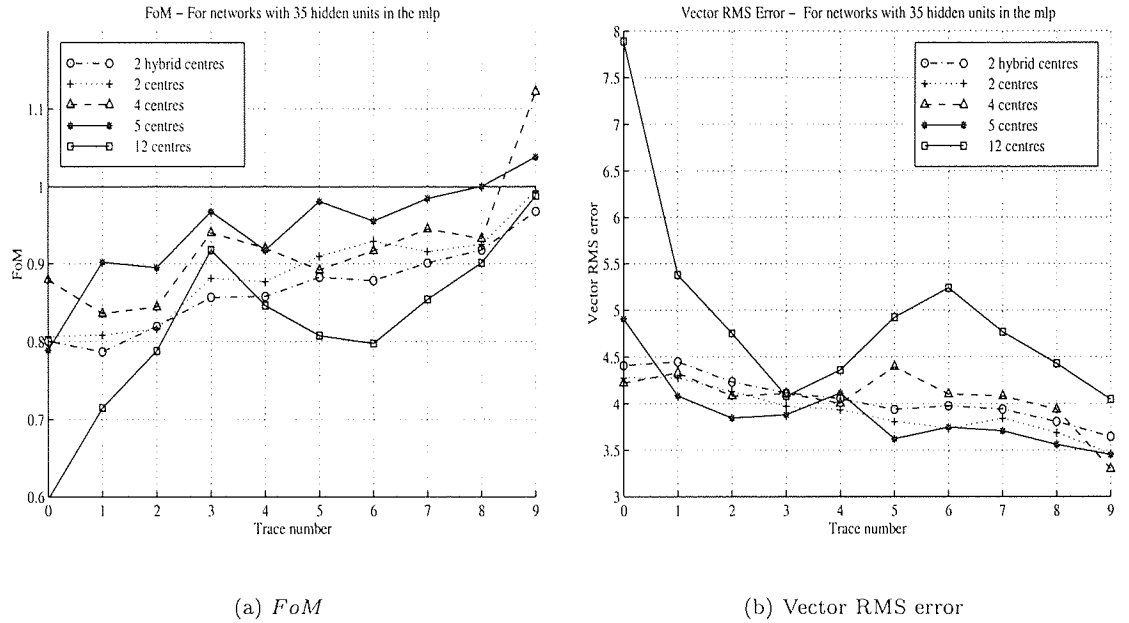 FoM – For networks with 35 hidden units in the mlp
2 hybrid centres
2 centres
4 centres
5 centres
12 centres
1.1
1
0.9
0.8
0.7
0.6
FoM
0 1 2 3 4 5 6 7 8 9
Trace number
(a) FoM
Vector RMS Error – For networks with 35 hidden units in the mlp
2 hybrid centres
2 centres
4 centres
5 centres
12 centres
8
7.5
7
6.5
6
5.5
5
4.5
4
3.5
3
Vector RMS error
0 1 2 3 4 5 6 7 8 9
Trace number
(b) Vector RMS error